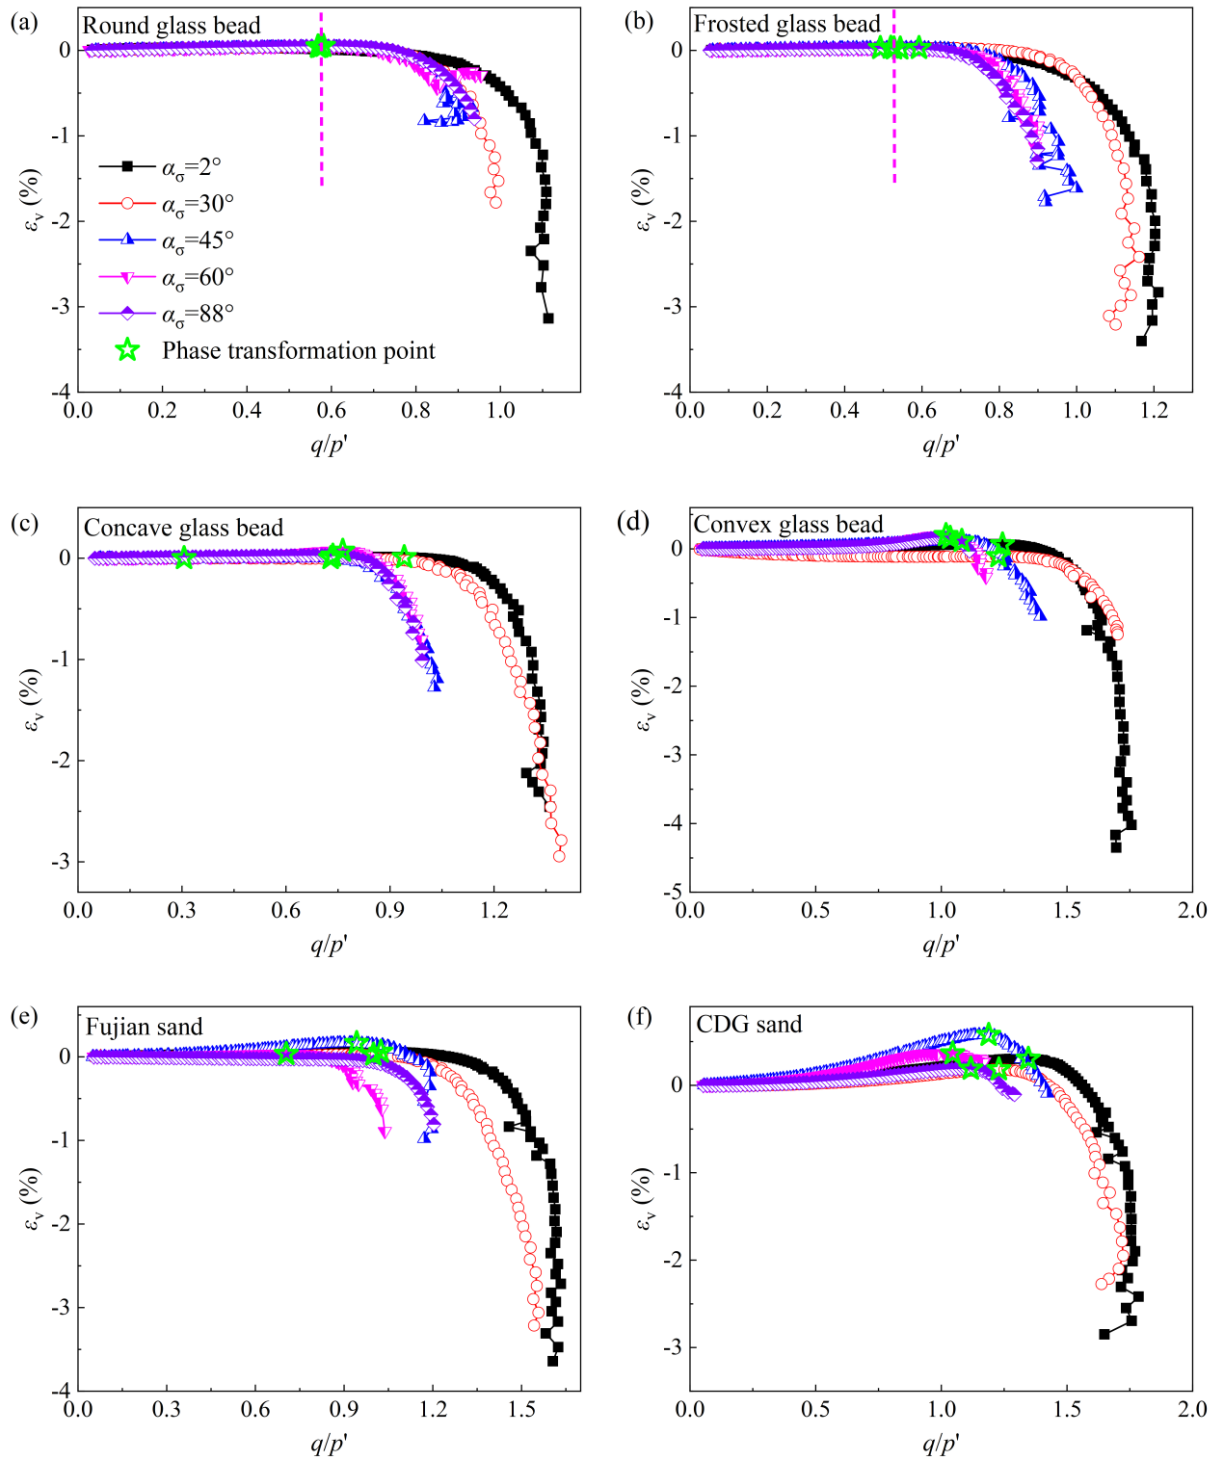 (a)
Round glass bead
0
-1
-2
-3
-4
εv (%)
ασ=2°
ασ=30°
ασ=45°
ασ=60°
ασ=88°
Phase transformation point
0.0 0.2 0.4 0.6 0.8 1.0
q/p'
(b)
Frosted glass bead
0
-1
-2
-3
-4
εv (%)
0.0 0.2 0.4 0.6 0.8 1.0 1.2
q/p'
(c)
Concave glass bead
0
-1
-2
-3
εv (%)
0.0 0.3 0.6 0.9 1.2
q/p'
(d)
Convex glass bead
0
-1
-2
-3
-4
-5
εv (%)
0.0 0.5 1.0 1.5 2.0
q/p'
(e)
Fujian sand
0
-1
-2
-3
-4
εv (%)
0.0 0.3 0.6 0.9 1.2 1.5
q/p'
(f)
CDG sand
0
-1
-2
-3
εv (%)
0.0 0.5 1.0 1.5 2.0
q/p'